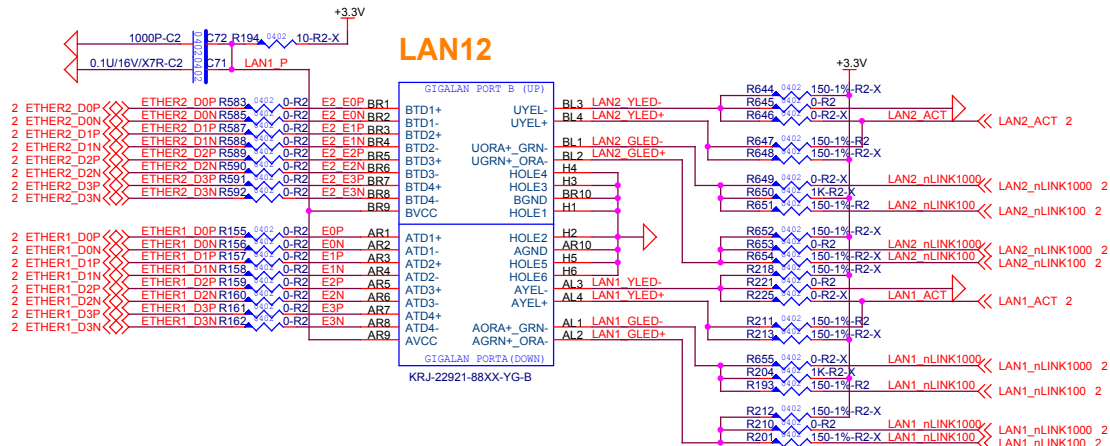 +3.3V
1000P-C2 0402 C72 R194 0402 10-R2-X
LAN12
0.1U/16V/X7R-C2 0402 C71 LAN1_P
+3.3V
GIGALAN PORT B (UP)
R644 150-1%-R2-X
2 ETHER2_D0P ETHER2_D0P R583 0402 0-R2 E2_E0P BR1 BTD1+ UYEL- BL3 LAN2_YLED- R645 0402 0-R2
2 ETHER2_D0N ETHER2_D0N R585 0-R2 E2_E0N BR2 BTD1- UYEL+ BL4 LAN2_YLED+ R646 0-R2-X LAN2_ACT LAN2_ACT 2
2 ETHER2_D1P ETHER2_D1P R587 0402 0-R2 E2_E1P BR3 BTD2+
2 ETHER2_D1N ETHER2_D1N R588 0-R2 E2_E1N BR4 BTD2- UORA+_GRN- BL1 LAN2_GLED- R647 0402 150-1%-R2
2 ETHER2_D2P ETHER2_D2P R589 0402 0-R2 E2_E2P BR5 BTD3+ UGRN+_ORA- BL2 LAN2_GLED+ R648 150-1%-R2-X
2 ETHER2_D2N ETHER2_D2N R590 0-R2 E2_E2N BR6 BTD3- HOLE4 H4
2 ETHER2_D3P ETHER2_D3P R591 0402 0-R2 E2_E3P BR7 BTD4+ HOLE3 H3 R649 0402 0-R2-X LAN2_nLINK1000 LAN2_nLINK1000 2
2 ETHER2_D3N ETHER2_D3N R592 0-R2 E2_E3N BR8 BTD4- BGND BR10 R650 1K-R2-X
BR9 BVCC HOLE1 H1 R651 0402 150-1%-R2 LAN2_nLINK100 LAN2_nLINK100 2
2 ETHER1_D0P ETHER1_D0P R155 0402 0-R2 E0P AR1 ATD1+ HOLE2 H2 R652 0402 150-1%-R2-X
2 ETHER1_D0N ETHER1_D0N R156 0-R2 E0N AR2 ATD1- AGND AR10 R653 0-R2 LAN2_nLINK1000 LAN2_nLINK1000 2
2 ETHER1_D1P ETHER1_D1P R157 0402 0-R2 E1P AR3 ATD2+ HOLE5 H5 R654 0402 150-1%-R2-X LAN2_nLINK100 LAN2_nLINK100 2
2 ETHER1_D1N ETHER1_D1N R158 0-R2 E1N AR4 ATD2- HOLE6 H6 R218 150-1%-R2-X
2 ETHER1_D2P ETHER1_D2P R159 0402 0-R2 E2P AR5 ATD3+ AYEL- AL3 LAN1_YLED- R221 0402 0-R2
2 ETHER1_D2N ETHER1_D2N R160 0-R2 E2N AR6 ATD3- AYEL+ AL4 LAN1_YLED+ R225 0-R2-X LAN1_ACT LAN1_ACT 2
2 ETHER1_D3P ETHER1_D3P R161 0402 0-R2 E3P AR7 ATD4+
2 ETHER1_D3N ETHER1_D3N R162 0-R2 E3N AR8 ATD4- AORA+_GRN- AL1 LAN1_GLED- R211 0402 150-1%-R2
AR9 AVCC AGRN+_ORA- AL2 LAN1_GLED+ R213 150-1%-R2-X
GIGALAN PORTA(DOWN)
R655 0402 0-R2-X LAN1_nLINK1000 LAN1_nLINK1000 2
KRJ-22921-88XX-YG-B R204 1K-R2-X
R193 0402 150-1%-R2 LAN1_nLINK100 LAN1_nLINK100 2
R212 0402 150-1%-R2-X
R210 0-R2 LAN1_nLINK1000 LAN1_nLINK1000 2
R201 0402 150-1%-R2-X LAN1_nLINK100 LAN1_nLINK100 2